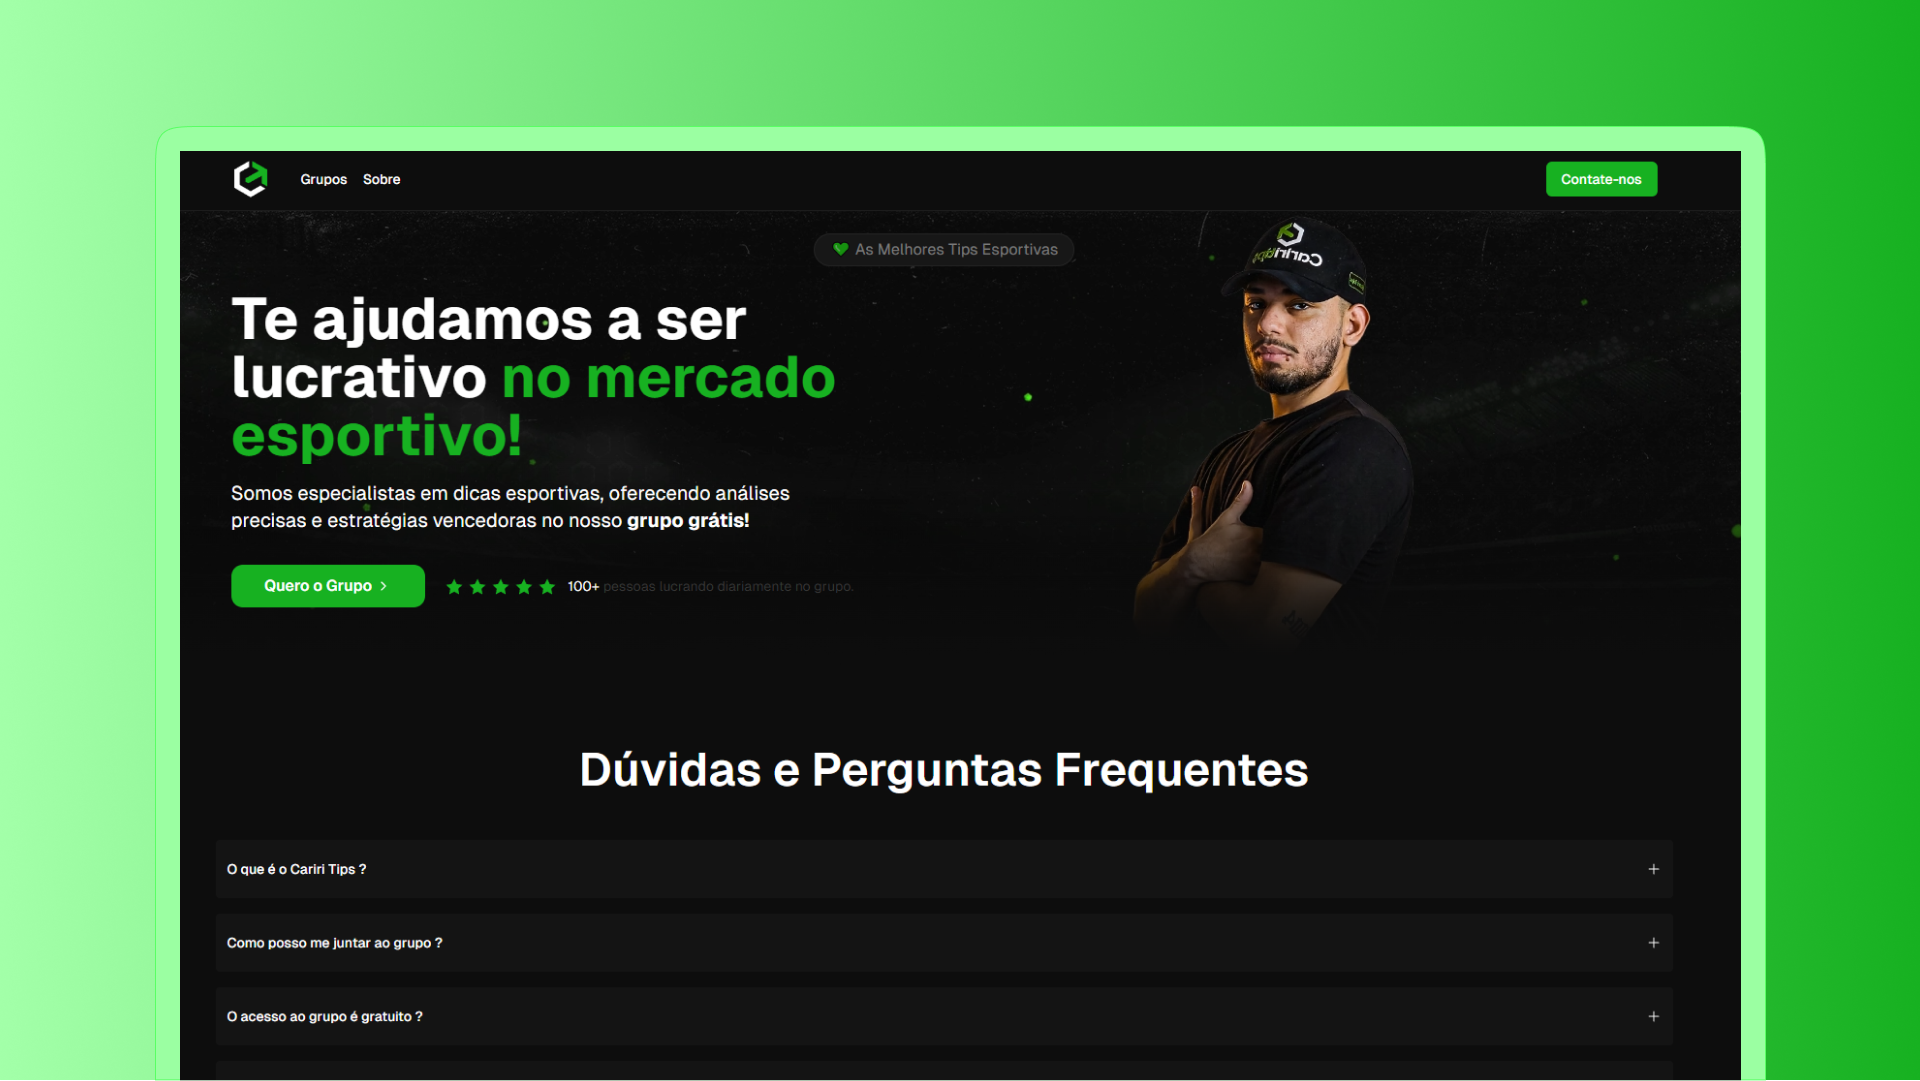 Grupos
Sobre
Contate-nos
As Melhores Tips Esportivas
Cariritips
Te ajudamos a ser
lucrativo no mercado
esportivo!
Somos especialistas em dicas esportivas, oferecendo análises
precisas e estratégias vencedoras no nosso grupo grátis!
Quero o Grupo
100+ pessoas lucrando diariamente no grupo.
Dúvidas e Perguntas Frequentes
O que é o Cariri Tips ?
Como posso me juntar ao grupo ?
O acesso ao grupo é gratuito ?